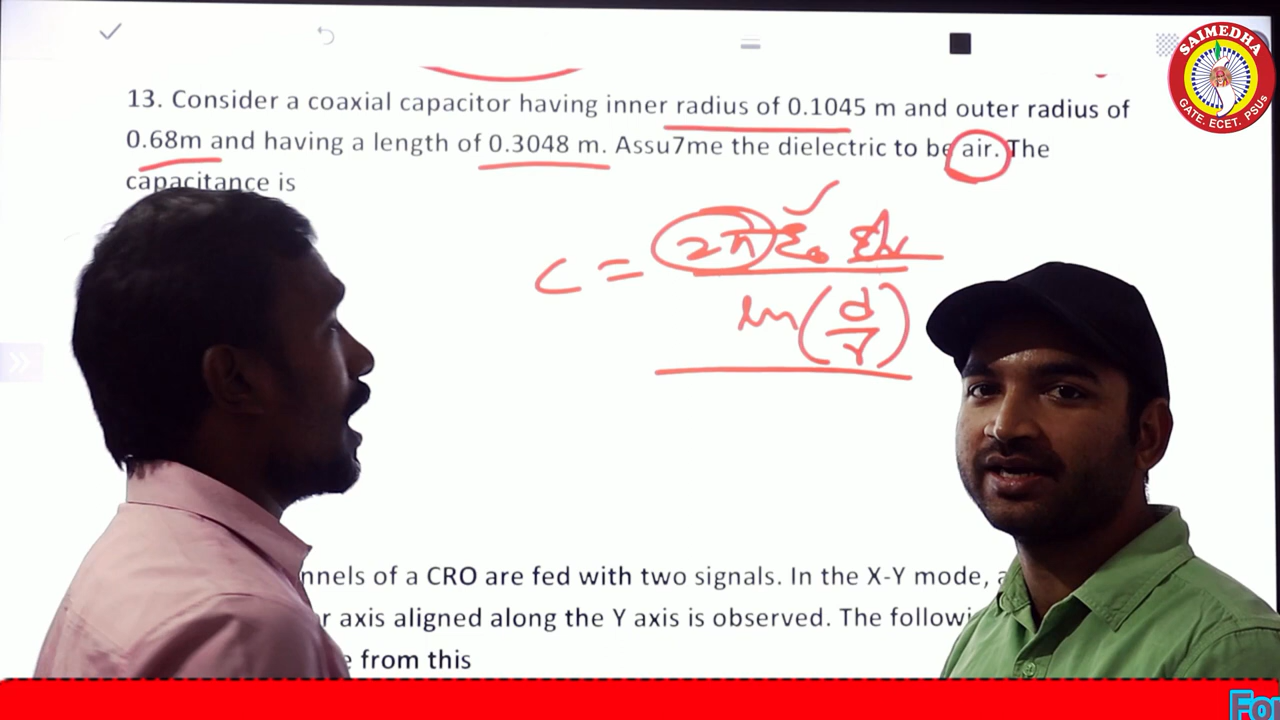 13. Consider a coaxial capacitor having inner radius of 0.1045 m and outer radius of
0.68m and having a length of 0.3048 m. Assu7me the dielectric to be air. The
capacitance is
C = 2π ε₀ εr
ln(d/r)
nnels of a CRO are fed with two signals. In the X-Y mode,
r axis aligned along the Y axis is observed. The followi
from this
SAIMEDHA
GATE. ECET. PSUs
For